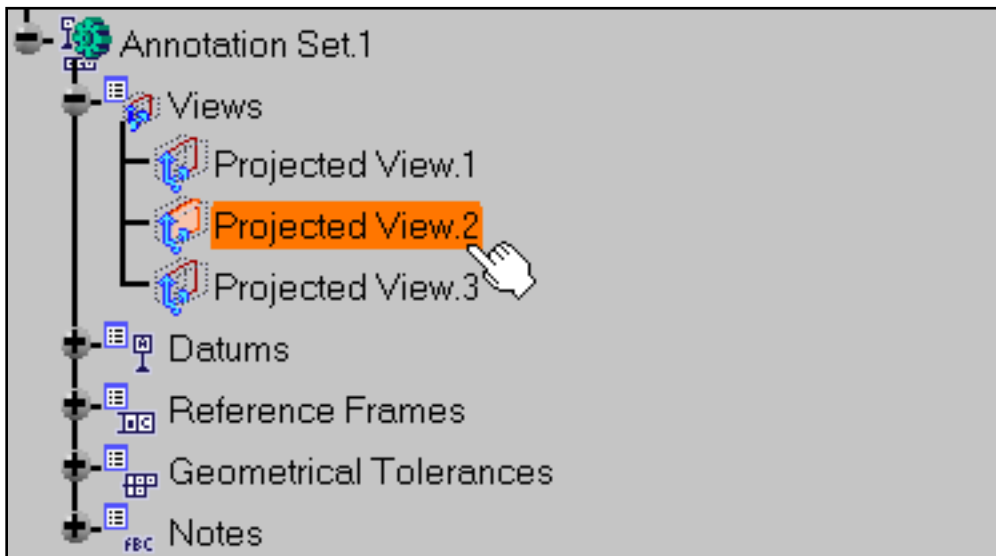 Annotation Set.1
Views
Projected View.1
Projected View.2
Projected View.3
Datums
Reference Frames
Geometrical Tolerances
Notes